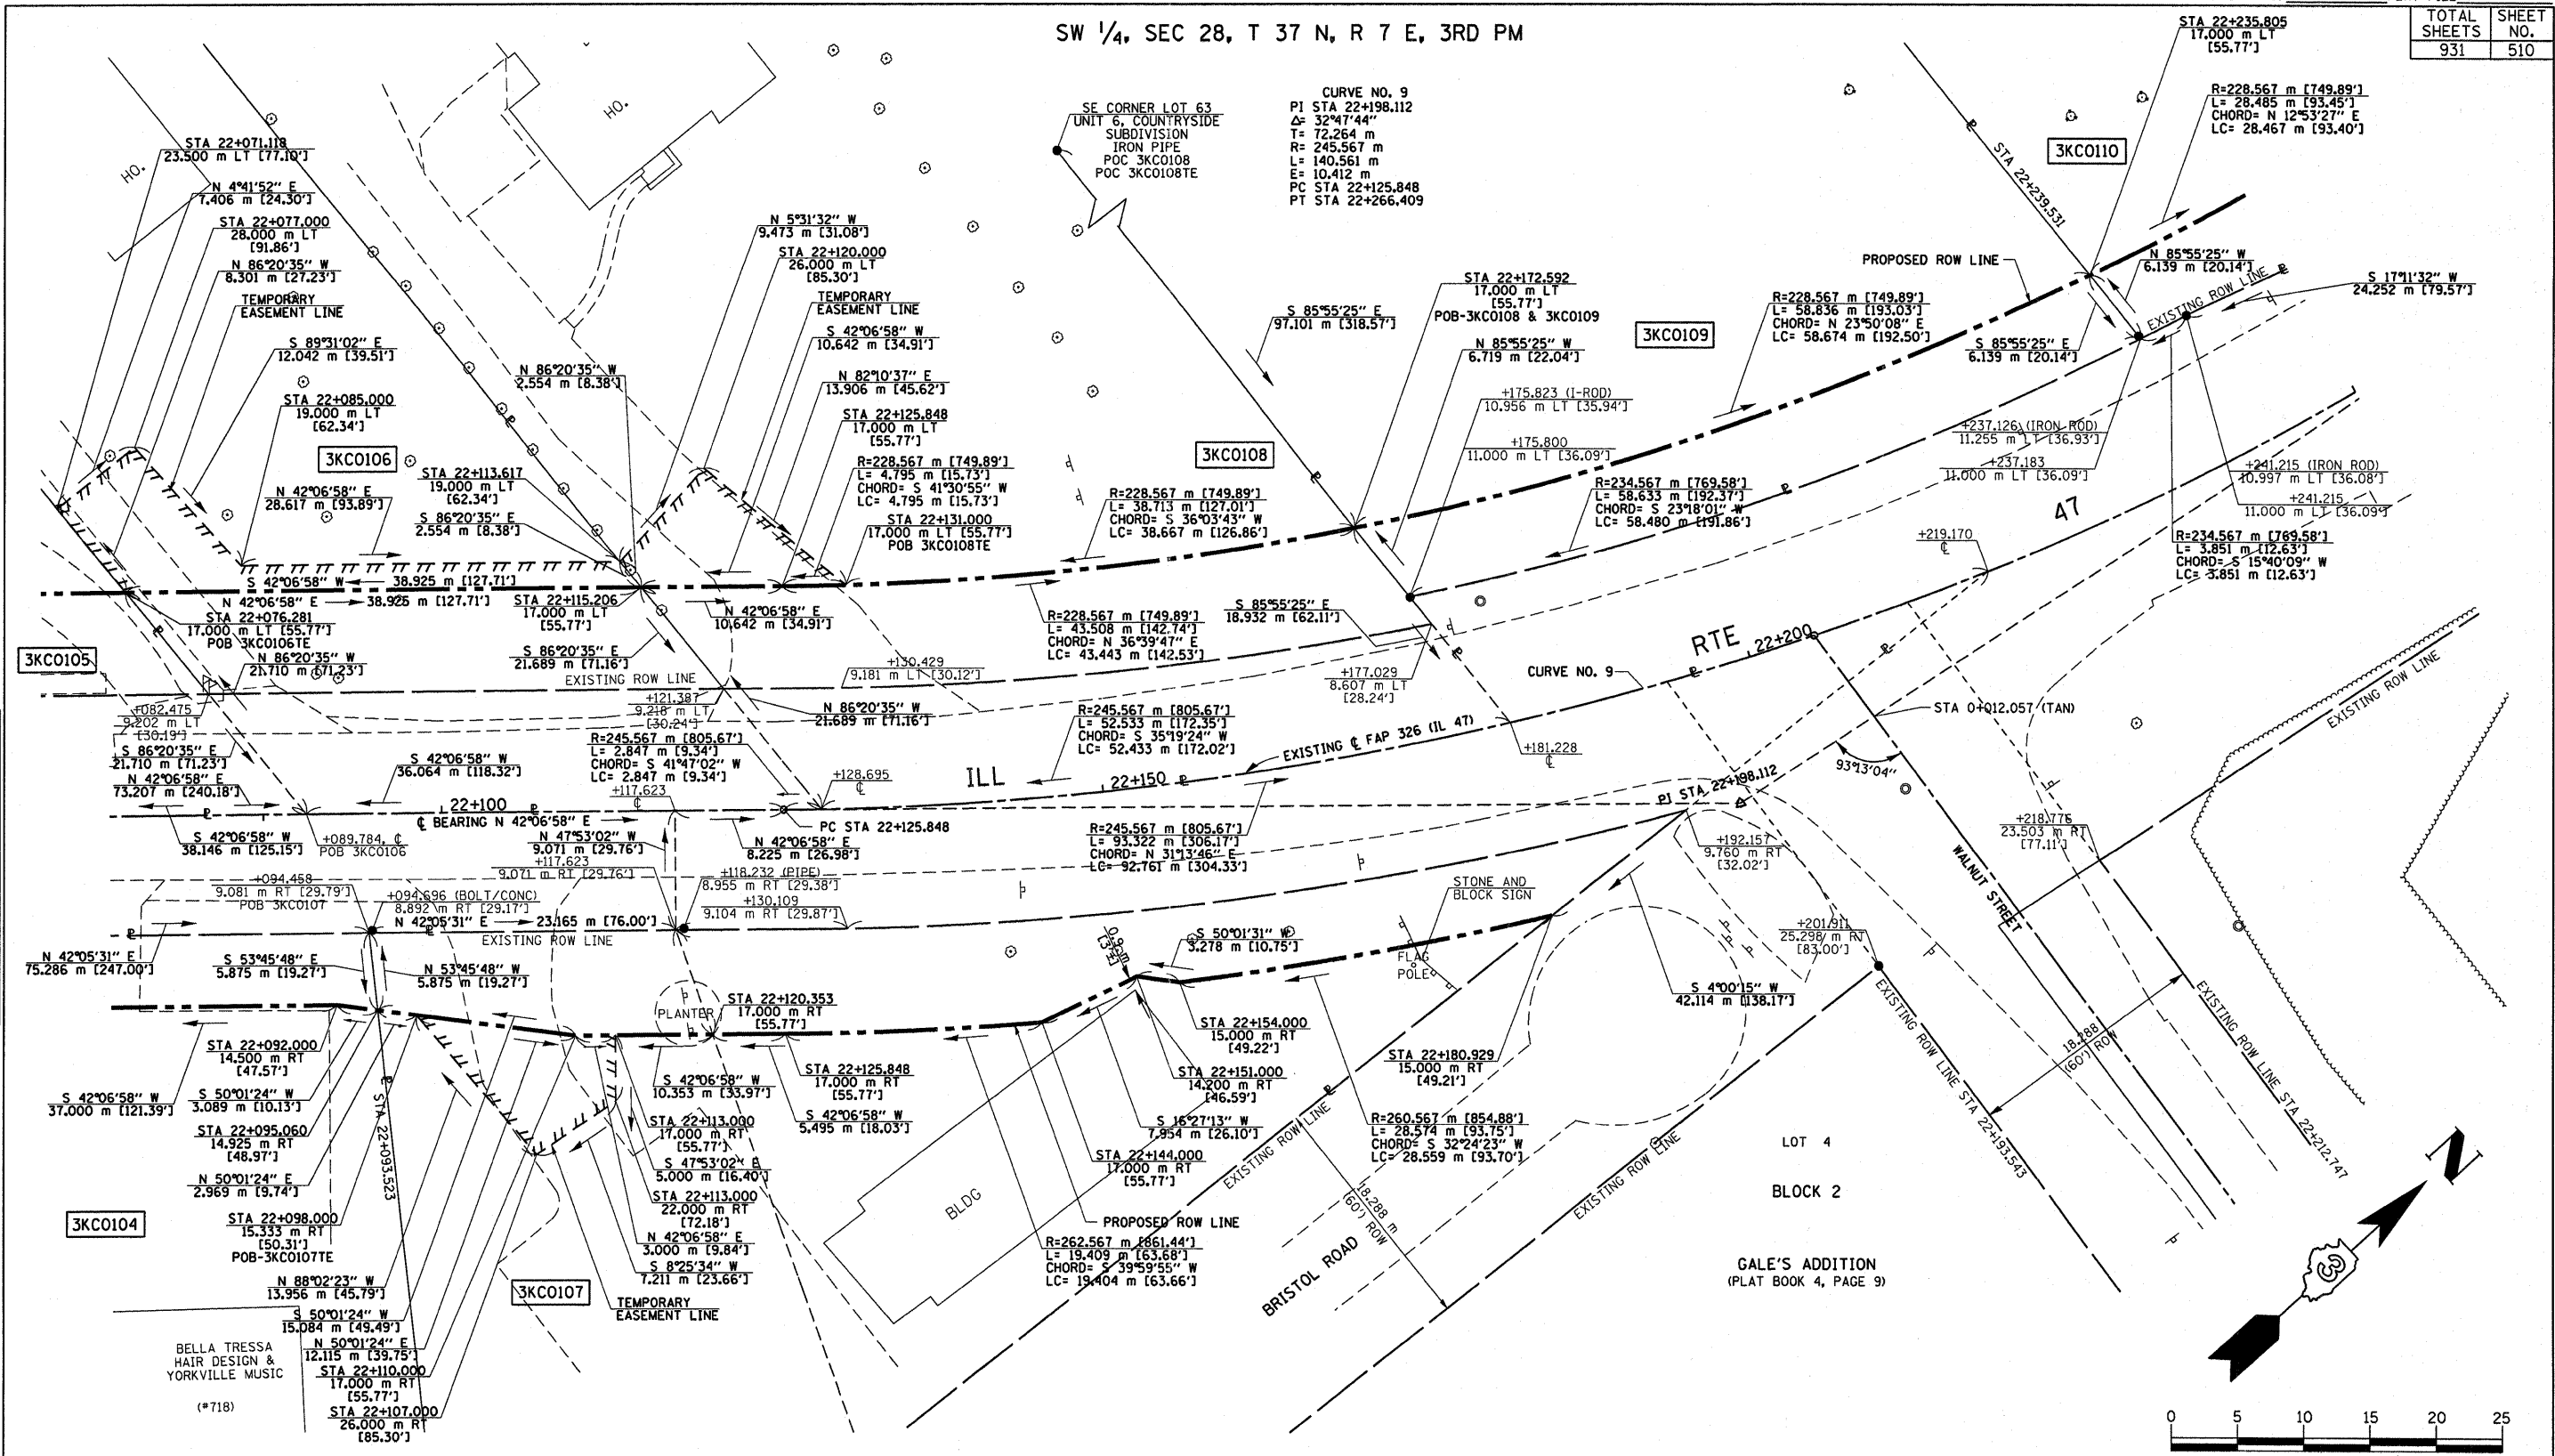 SW 1/4, SEC 28, T 37 N, R 7 E, 3RD PM
TOTAL SHEETS
SHEET NO.
931
510
STA 22+235.805
17.000 m LT
[55.77']
R=228.567 m [749.89']
L= 28.485 m [93.45']
CHORD= N 12°53'27" E
LC= 28.467 m [93.40']
3KC0110
CURVE NO. 9
PI STA 22+198.112
Δ= 32°47'44"
T= 72.264 m
R= 245.567 m
L= 140.561 m
E= 10.412 m
PC STA 22+125.848
PT STA 22+266.409
SE CORNER LOT 63
UNIT 6, COUNTRYSIDE
SUBDIVISION
IRON PIPE
POC 3KC0108
POC 3KC0108TE
HO.
HO.
STA 22+071.118
23.500 m LT [77.10']
N 4°41'52" E
7.406 m [24.30']
STA 22+077.000
28.000 m LT
[91.86']
N 86°20'35" W
8.301 m [27.23']
TEMPORARY
EASEMENT LINE
S 89°31'02" E
12.042 m [39.51']
STA 22+085.000
19.000 m LT
[62.34']
3KC0106
N 42°06'58" E
28.617 m [93.89']
STA 22+113.617
19.000 m LT
[62.34']
S 86°20'35" E
2.554 m [8.38']
N 86°20'35" W
2.554 m [8.38']
N 5°31'32" W
9.473 m [31.08']
STA 22+120.000
26.000 m LT
[85.30']
TEMPORARY
EASEMENT LINE
S 42°06'58" W
10.642 m [34.91']
N 82°10'37" E
13.906 m [45.62']
STA 22+125.848
17.000 m LT
[55.77']
R=228.567 m [749.89']
L= 4.795 m [15.73']
CHORD= S 41°30'55" W
LC= 4.795 m [15.73']
STA 22+131.000
17.000 m LT [55.77']
POB 3KC0108TE
3KC0108
S 85°55'25" E
97.101 m [318.57']
STA 22+172.592
17.000 m LT
[55.77']
POB-3KC0108 & 3KC0109
N 85°55'25" W
6.719 m [22.04']
+175.823 (I-ROD)
10.956 m LT [35.94']
+175.800
11.000 m LT [36.09']
3KC0109
PROPOSED ROW LINE
R=228.567 m [749.89']
L= 58.836 m [193.03']
CHORD= N 23°50'08" E
LC= 58.674 m [192.50']
STA 22+239.531
N 85°55'25" W
6.139 m [20.14']
S 85°55'25" E
6.139 m [20.14']
EXISTING ROW LINE
S 17°11'32" W
24.252 m [79.57']
+237.126 (IRON ROD)
11.255 m LT [36.93']
+237.183
11.000 m LT [36.09']
+241.215 (IRON ROD)
10.997 m LT [36.08']
+241.215
11.000 m LT [36.09']
R=234.567 m [769.58']
L= 3.851 m [12.63']
CHORD= S 15°40'09" W
LC= 3.851 m [12.63']
R=228.567 m [749.89']
L= 38.713 m [127.01']
CHORD= S 36°03'43" W
LC= 38.667 m [126.86']
R=234.567 m [769.58']
L= 58.633 m [192.37']
CHORD= S 23°18'01" W
LC= 58.480 m [191.86']
47
+219.170
℄
S 42°06'58" W 38.925 m [127.71']
N 42°06'58" E 38.925 m [127.71']
STA 22+076.281
17.000 m LT [55.77']
POB 3KC0106TE
STA 22+115.206
17.000 m LT
[55.77']
N 42°06'58" E
10.642 m [34.91']
R=228.567 m [749.89']
L= 43.508 m [142.74']
CHORD= N 36°39'47" E
LC= 43.443 m [142.53']
S 85°55'25" E
18.932 m [62.11']
3KC0105
N 86°20'35" W
21.710 m [71.23']
S 86°20'35" E
21.689 m [71.16']
EXISTING ROW LINE
+130.429
9.181 m LT [30.12']
+177.029
8.607 m LT
[28.24']
CURVE NO. 9
RTE
22+200
STA 0+012.057 (TAN)
EXISTING ROW LINE
+082.475
9.202 m LT
[30.19']
+121.387
9.218 m LT
[30.24']
N 86°20'35" W
21.689 m [71.16']
S 86°20'35" E
21.710 m [71.23']
N 42°06'58" E
73.207 m [240.18']
S 42°06'58" W
36.064 m [118.32']
R=245.567 m [805.67']
L= 2.847 m [9.34']
CHORD= S 41°47'02" W
LC= 2.847 m [9.34']
+117.623
℄
+128.695
℄
R=245.567 m [805.67']
L= 52.533 m [172.35']
CHORD= S 35°19'24" W
LC= 52.433 m [172.02']
ILL
22+150
EXISTING ℄ FAP 326 (IL 47)
+181.228
℄
PI STA 22+198.112
93°13'04"
22+100
℄ BEARING N 42°06'58" E
PC STA 22+125.848
S 42°06'58" W
38.146 m [125.15']
+089.784, ℄
POB 3KC0106
N 47°53'02" W
9.071 m [29.76']
N 42°06'58" E
8.225 m [26.98']
R=245.567 m [805.67']
L= 93.322 m [306.17']
CHORD= N 31°13'46" E
LC= 92.761 m [304.33']
+192.157
9.760 m RT
[32.02']
+218.776
23.503 m RT
[77.11']
WALNUT STREET
+094.458
9.081 m RT [29.79']
POB 3KC0107
+094.696 (BOLT/CONC)
8.892 m RT [29.17']
+117.623
9.071 m RT [29.76']
+118.232 (PIPE)
8.955 m RT [29.38']
+130.109
9.104 m RT [29.87']
STONE AND
BLOCK SIGN
N 42°05'31" E 23.165 m [76.00']
EXISTING ROW LINE
N 42°05'31" E
75.286 m [247.00']
S 53°45'48" E
5.875 m [19.27']
N 53°45'48" W
5.875 m [19.27']
0.9m
S 50°01'31" W
3.278 m [10.75']
FLAG
POLE
+201.911
25.298 m RT
[83.00']
S 4°00'15" W
42.114 m [138.17']
PLANTER
STA 22+120.353
17.000 m RT
[55.77']
STA 22+154.000
15.000 m RT
[49.22']
STA 22+180.929
15.000 m RT
[49.21']
STA 22+092.000
14.500 m RT
[47.57']
S 42°06'58" W
37.000 m [121.39']
S 50°01'24" W
3.089 m [10.13']
STA 22+095.060
14.925 m RT
[48.97']
N 50°01'24" E
2.969 m [9.74']
STA 22+093.523
S 42°06'58" W
10.353 m [33.97']
STA 22+125.848
17.000 m RT
[55.77']
S 42°06'58" W
5.495 m [18.03']
STA 22+151.000
14.200 m RT
[46.59']
S 16°27'13" W
7.954 m [26.10']
R=260.567 m [854.88']
L= 28.574 m [93.75']
CHORD= S 32°24'23" W
LC= 28.559 m [93.70']
STA 22+113.000
17.000 m RT
[55.77']
S 47°53'02" E
5.000 m [16.40']
STA 22+144.000
17.000 m RT
[55.77']
EXISTING ROW LINE
EXISTING ROW LINE
EXISTING ROW LINE STA 22+193.543
18.288
(60') ROW
EXISTING ROW LINE STA 22+212.747
LOT 4
BLOCK 2
GALE'S ADDITION
(PLAT BOOK 4, PAGE 9)
3KC0104
STA 22+098.000
15.333 m RT
[50.31']
POB-3KC0107TE
STA 22+113.000
22.000 m RT
[72.18']
N 42°06'58" E
3.000 m [9.84']
S 8°25'34" W
7.211 m [23.66']
BLDG
PROPOSED ROW LINE
R=262.567 m [861.44']
L= 19.409 m [63.68']
CHORD= S 39°59'55" W
LC= 19.404 m [63.66']
18.288 m
(60') ROW
BRISTOL ROAD
N 88°02'23" W
13.956 m [45.79']
3KC0107
TEMPORARY
EASEMENT LINE
S 50°01'24" W
15.084 m [49.49']
N 50°01'24" E
12.115 m [39.75']
STA 22+110.000
17.000 m RT
[55.77']
STA 22+107.000
26.000 m RT
[85.30']
BELLA TRESSA
HAIR DESIGN &
YORKVILLE MUSIC
(#718)
N
3
0 5 10 15 20 25